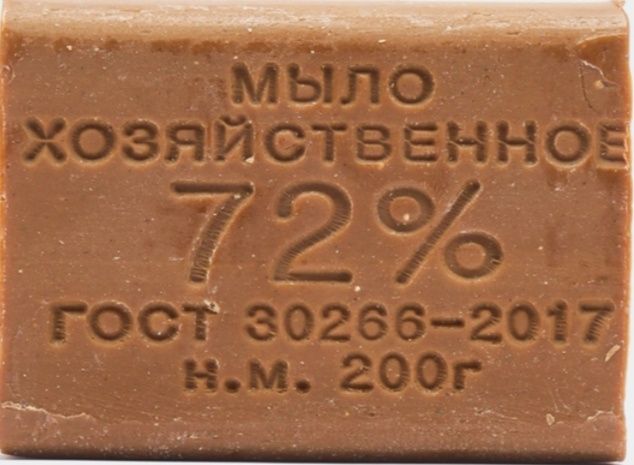 МЫЛО
ХОЗЯЙСТВЕННОЕ
72%
ГОСТ 30266-2017
н.м. 200г